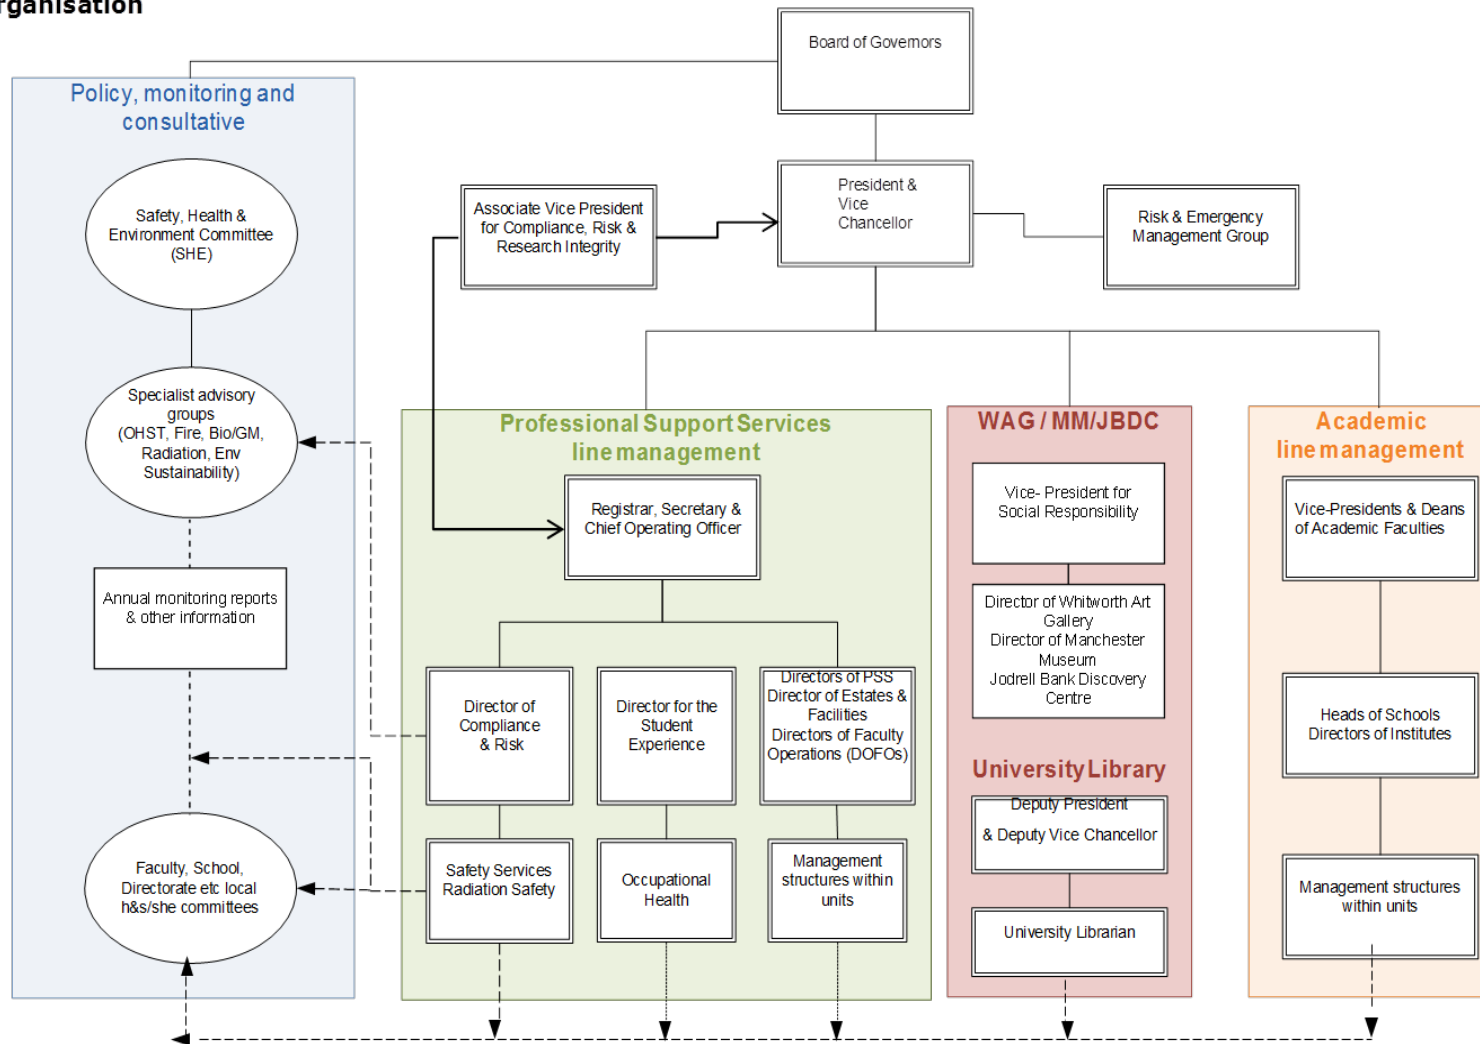 rganisation
Board of Governors
Policy, monitoring and
consultative
Safety, Health &
Environment Committee
(SHE)
Associate Vice President
for Compliance, Risk &
Research Integrity
President &
Vice
Chancellor
Risk & Emergency
Management Group
Specialist advisory
groups
(OHST, Fire, Bio/GM,
Radiation, Env
Sustainability)
Annual monitoring reports
& other information
Faculty, School,
Directorate etc local
h&s/she committees
Professional Support Services
line management
Registrar, Secretary &
Chief Operating Officer
Director of
Compliance
& Risk
Director for the
Student
Experience
Directors of PSS
Director of Estates &
Facilities
Directors of Faculty
Operations (DOFOs)
Safety Services
Radiation Safety
Occupational
Health
Management
structures within
units
WAG / MM/JBDC
Vice- President for
Social Responsibility
Director of Whitworth Art
Gallery
Director of Manchester
Museum
Jodrell Bank Discovery
Centre
University Library
Deputy President
& Deputy Vice Chancellor
University Librarian
Academic
line management
Vice-Presidents & Deans
of Academic Faculties
Heads of Schools
Directors of Institutes
Management structures
within units